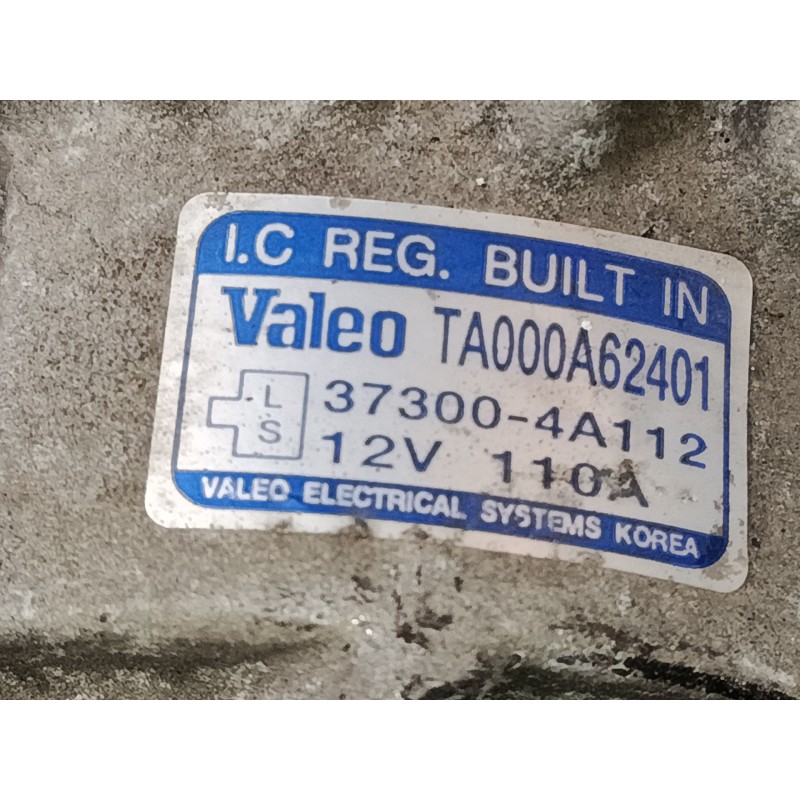 I.C REG. BUILT IN
Valeo TA000A62401
L 37300-4A112
S 12V 110A
VALEO ELECTRICAL SYSTEMS KOREA